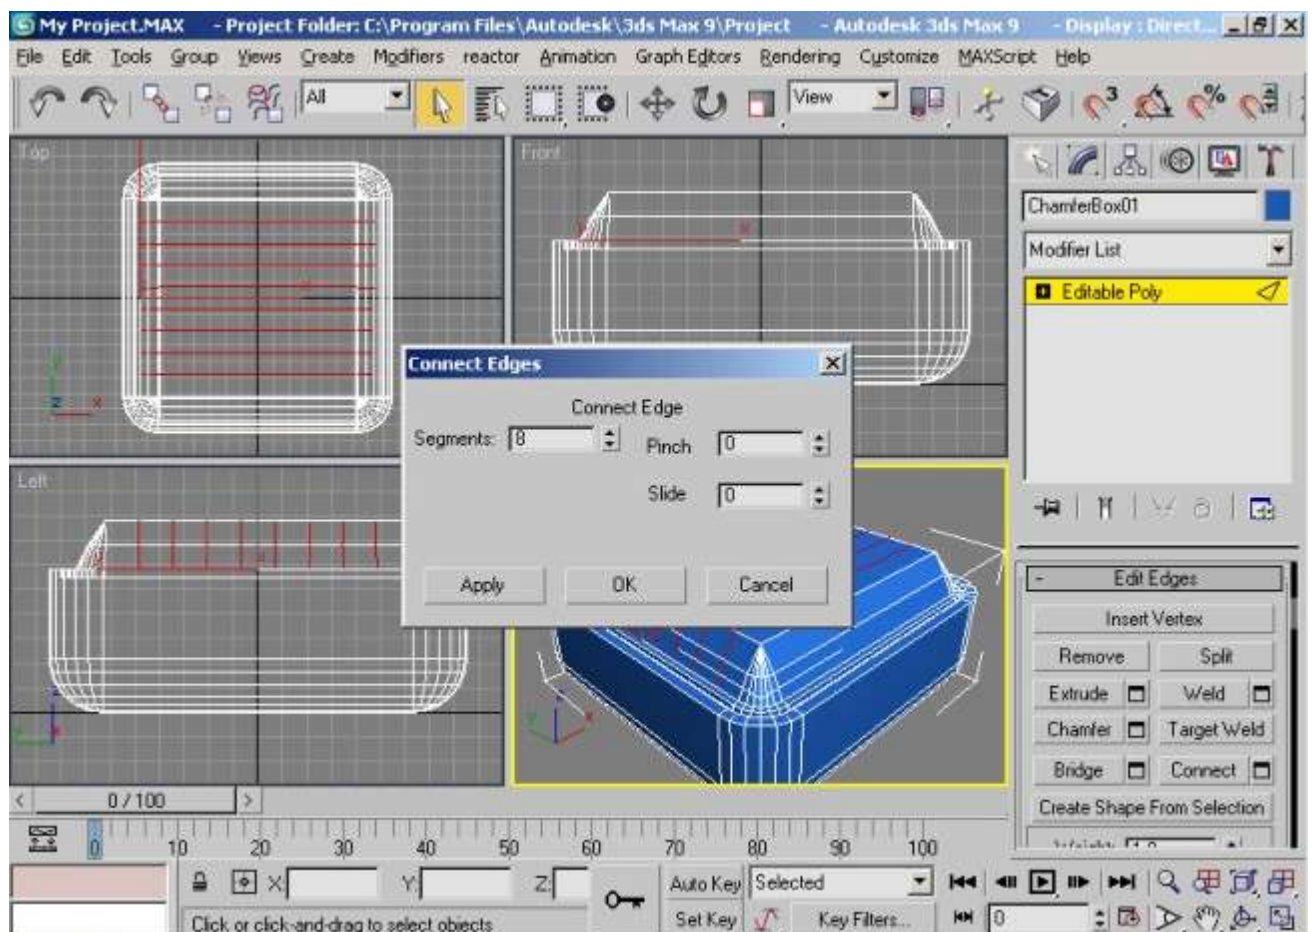 My Project.MAX - Project Folder: C:\Program Files\Autodesk\3ds Max 9\Project - Autodesk 3ds Max 9 - Display : Direct...
File Edit Tools Group Views Create Modifiers reactor Animation Graph Editors Rendering Customize MAXScript Help
All View 3 %
Top
Front
Left
ChamferBox01
Modifier List
Editable Poly
Connect Edges
Connect Edge
Segments: 8
Pinch 0
Slide 0
Apply OK Cancel
- Edit Edges
Insert Vertex
Remove Split
Extrude Weld
Chamfer Target Weld
Bridge Connect
Create Shape From Selection
< 0 / 100 >
0 10 20 30 40 50 60 70 80 90 100
X: Y: Z: Auto Key Selected
Click or click-and-drag to select objects Set Key Key Filters... 0